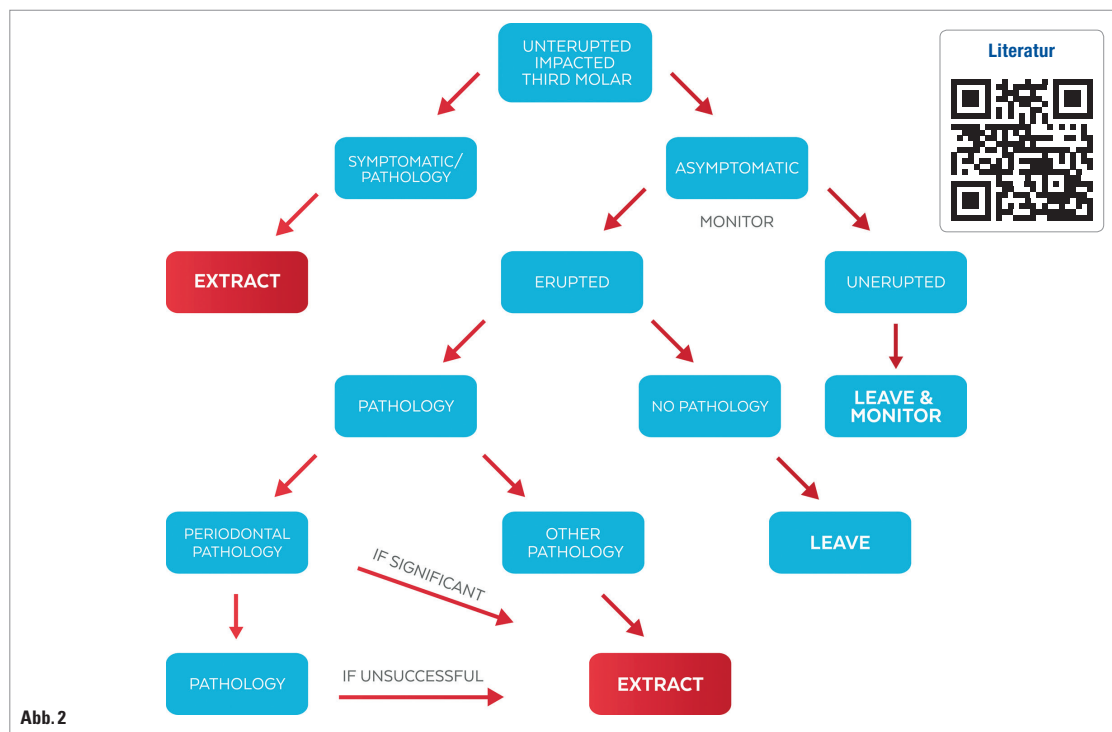 UNTERUPTED
IMPACTED
THIRD MOLAR
Literatur
SYMPTOMATIC/
PATHOLOGY
ASYMPTOMATIC
MONITOR
EXTRACT
ERUPTED
UNERUPTED
PATHOLOGY
NO PATHOLOGY
LEAVE &
MONITOR
PERIODONTAL
PATHOLOGY
IF SIGNIFICANT
OTHER
PATHOLOGY
LEAVE
PATHOLOGY
IF UNSUCCESSFUL
EXTRACT
Abb. 2